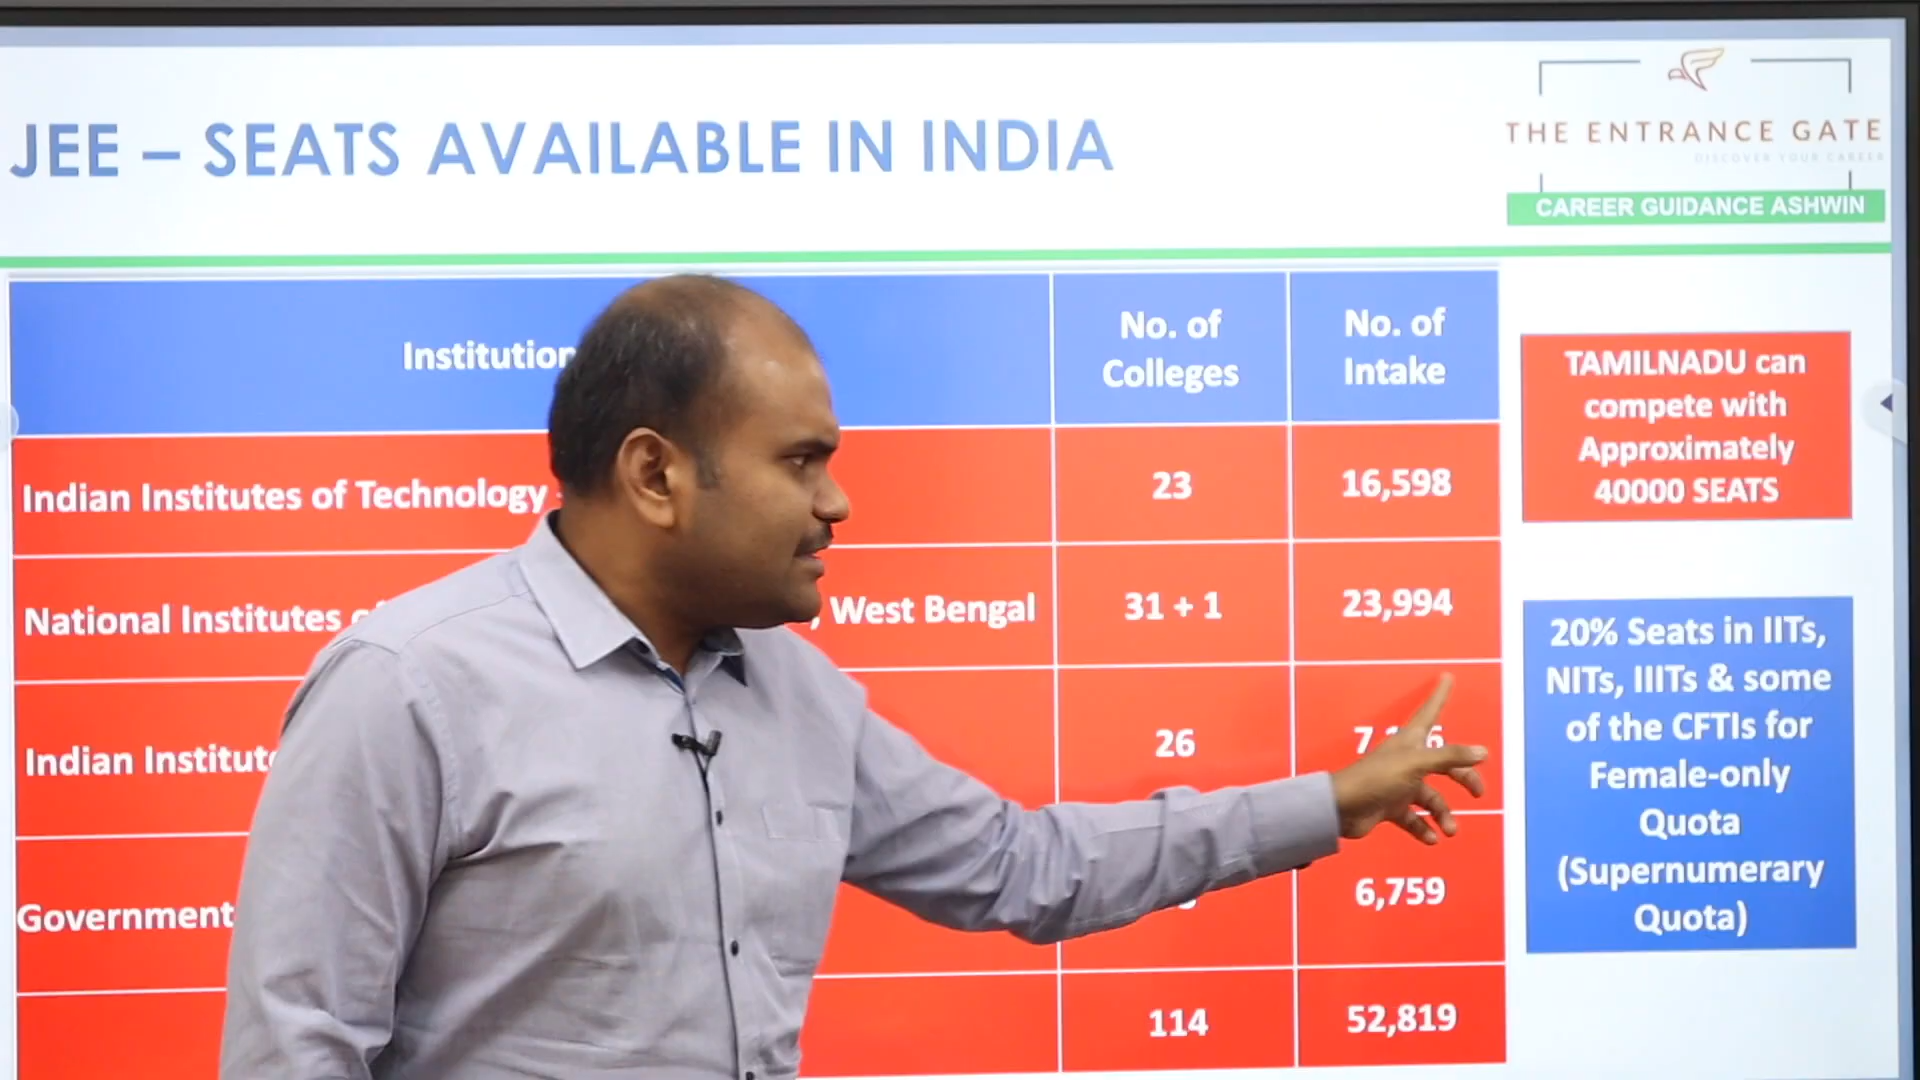 JEE – SEATS AVAILABLE IN INDIA
THE ENTRANCE GATE
DISCOVER YOUR CAREER
CAREER GUIDANCE ASHWIN
No. of
Colleges
No. of
Intake
Indian Institutes of Technology
23
16,598
National Institutes
, West Bengal
31 + 1
23,994
Indian
26
Government
6,759
114
52,819
TAMILNADU can
compete with
Approximately
40000 SEATS
20% Seats in IITs,
NITs, IIITs & some
of the CFTIs for
Female-only
Quota
(Supernumerary
Quota)